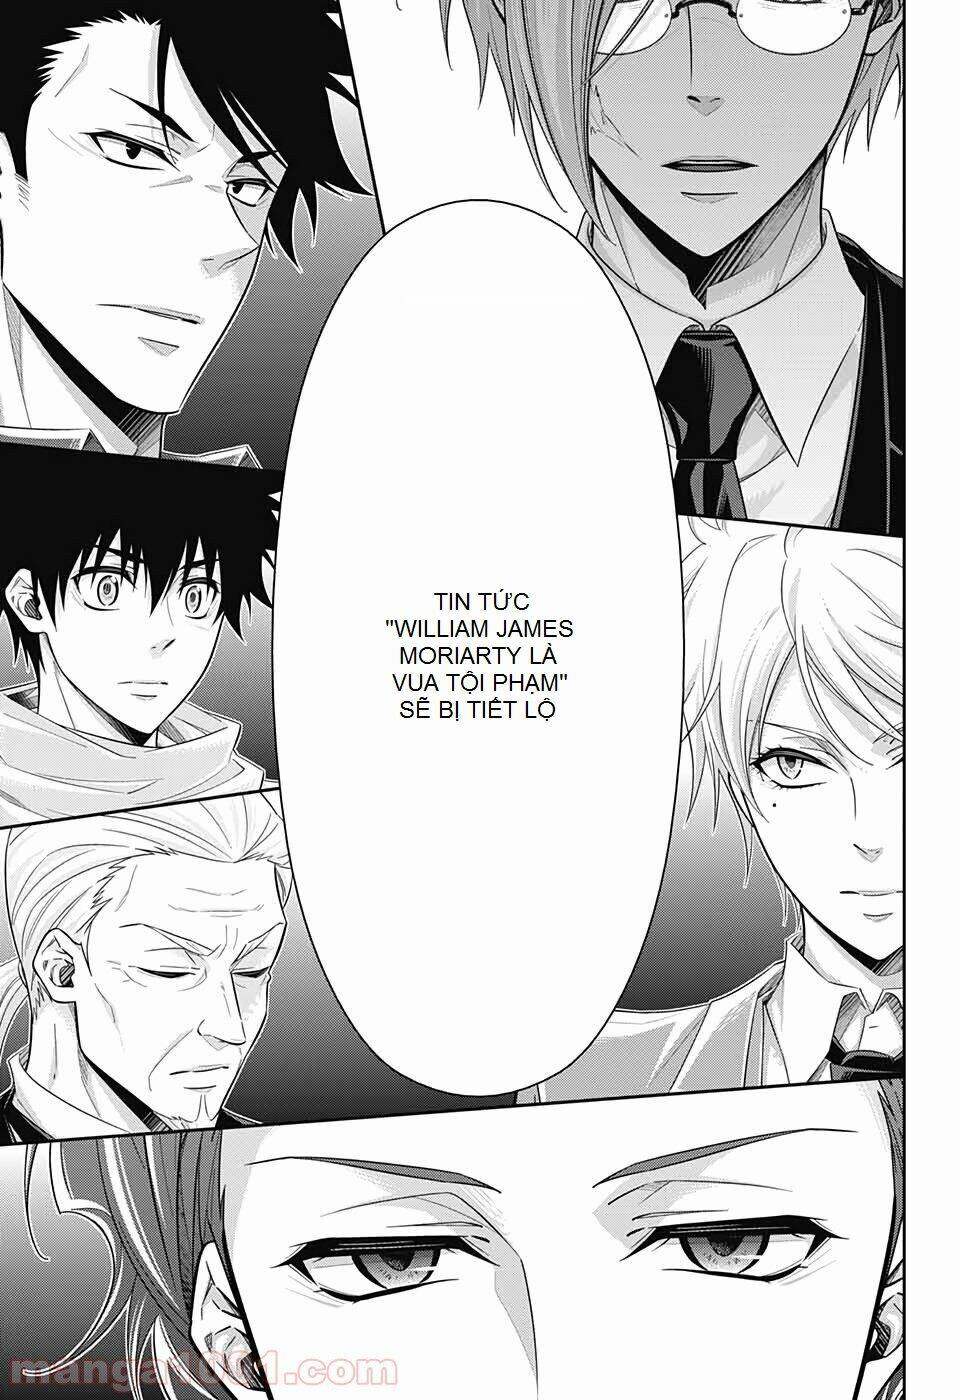 TIN TỨC
"WILLIAM JAMES
MORIARTY LÀ
VUA TỘI PHẠM"
SẼ BỊ TIẾT LỘ
manga1001.com